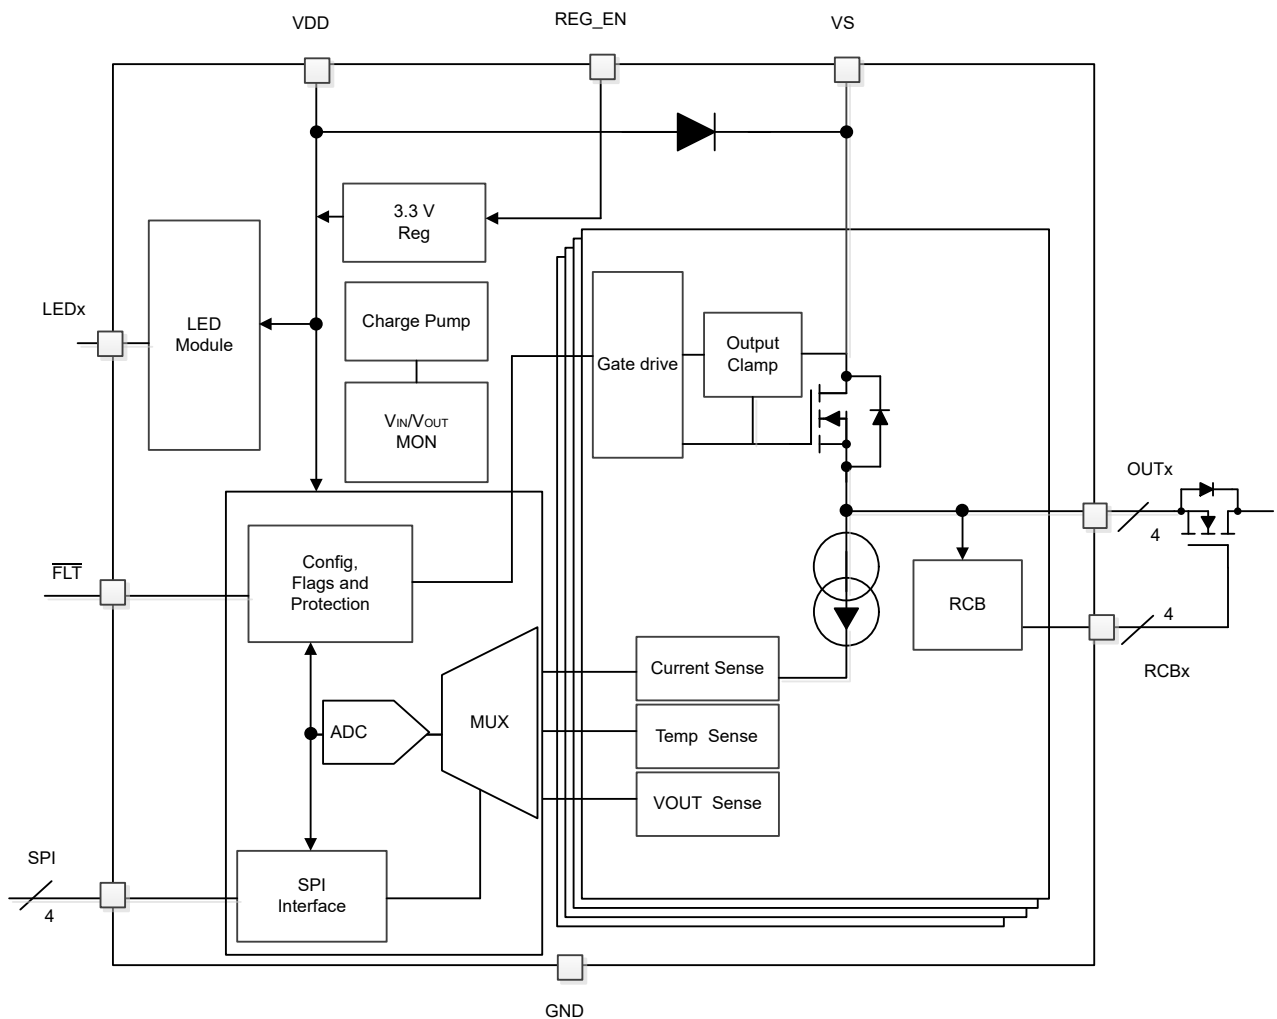 VDD
REG_EN
VS
3.3 V
Reg
LEDx
LED
Module
Charge Pump
VIN/VOUT
MON
Gate drive
Output
Clamp
OUTx
4
FLT
Config,
Flags and
Protection
RCB
4
RCBx
ADC
MUX
Current Sense
Temp Sense
VOUT Sense
SPI
4
SPI
Interface
GND